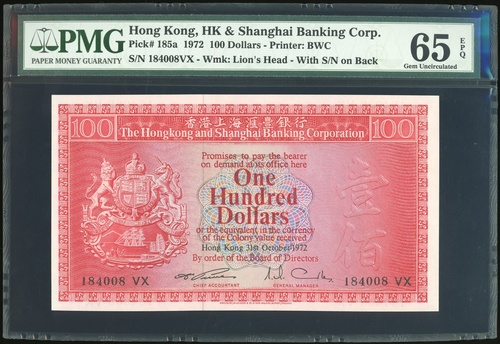 PMG
PAPER MONEY GUARANTY
Hong Kong, HK & Shanghai Banking Corp.
Pick# 185a 1972 100 Dollars - Printer: BWC
S/N 184008VX - Wmk: Lion's Head - With S/N on Back
65 EPQ
Gem Uncirculated
香港上海滙豐銀行
100 The Hongkong and Shanghai Banking Corporation 100
Promises to pay the bearer
on demand at its office here
One
Hundred
Dollars
or the equivalent in the currency
of the Colony value received
Hong Kong 31st October 1972
By order of the Board of Directors
CHIEF ACCOUNTANT GENERAL MANAGER
184008 VX 184008 VX
壹百